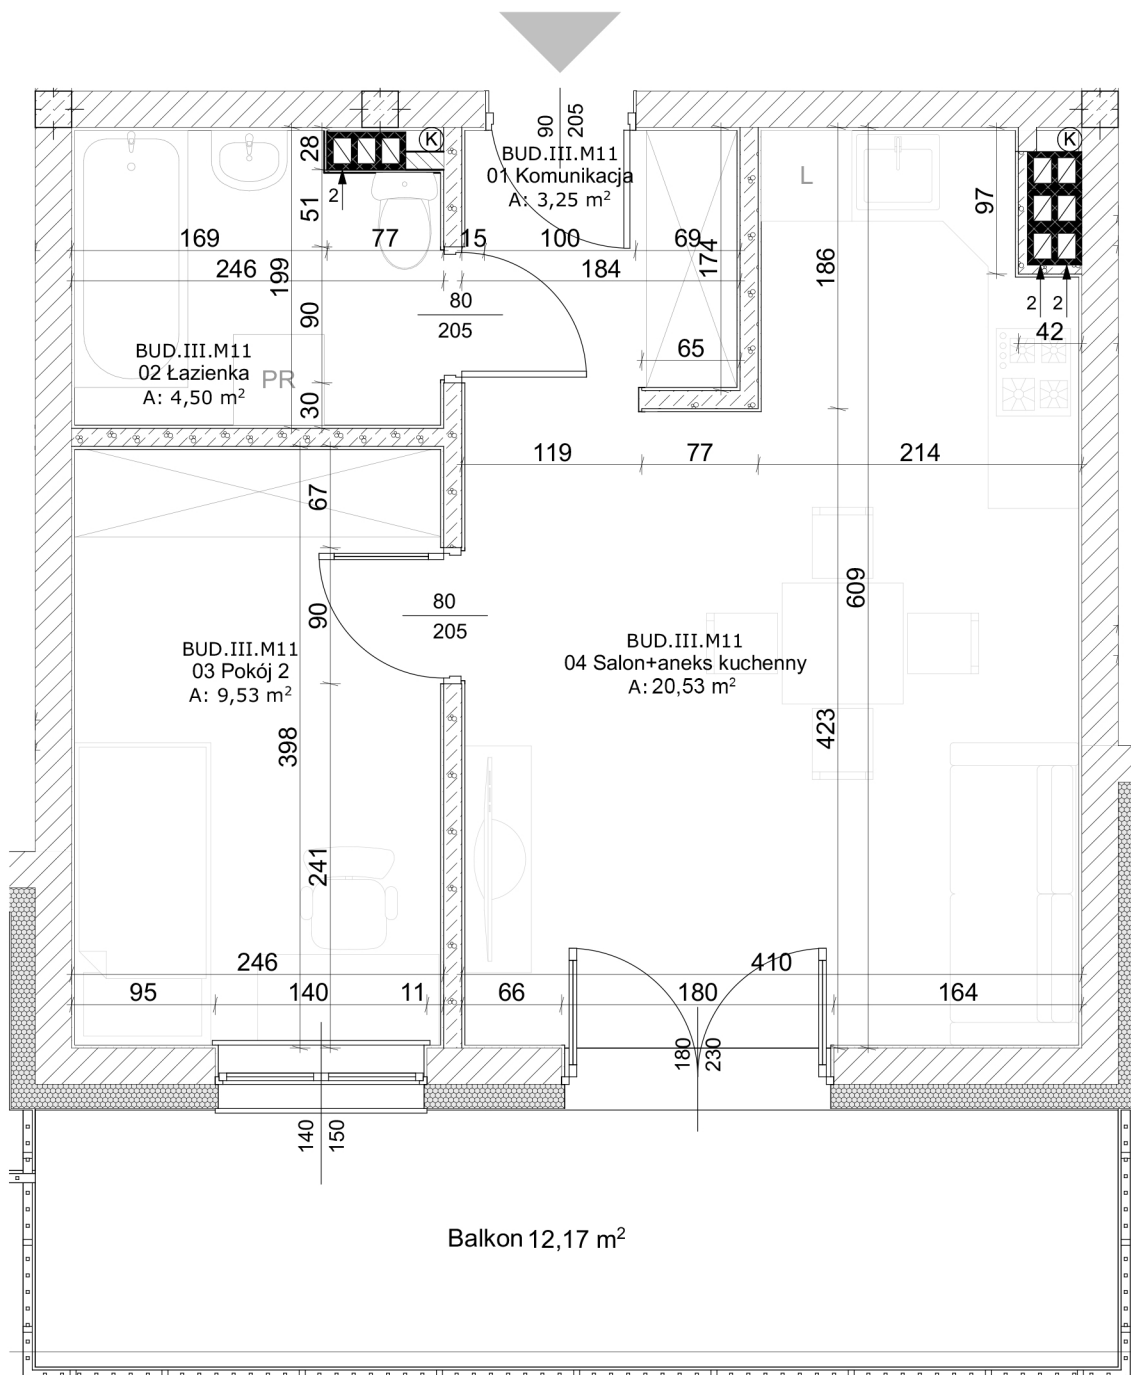 90
205
BUD.III.M11
01 Komunikacja
A: 3,25 m²
K
K
28
51
2
169
77
15
100
69
174
97
246
199
184
186
90
80
205
65
2
2
42
L
BUD.III.M11
02 Łazienka
A: 4,50 m²
PR
30
119
77
214
67
90
80
205
609
BUD.III.M11
03 Pokój 2
A: 9,53 m²
BUD.III.M11
04 Salon+aneks kuchenny
A: 20,53 m²
398
423
241
246
410
95
140
11
66
180
164
180
230
140
150
Balkon 12,17 m²